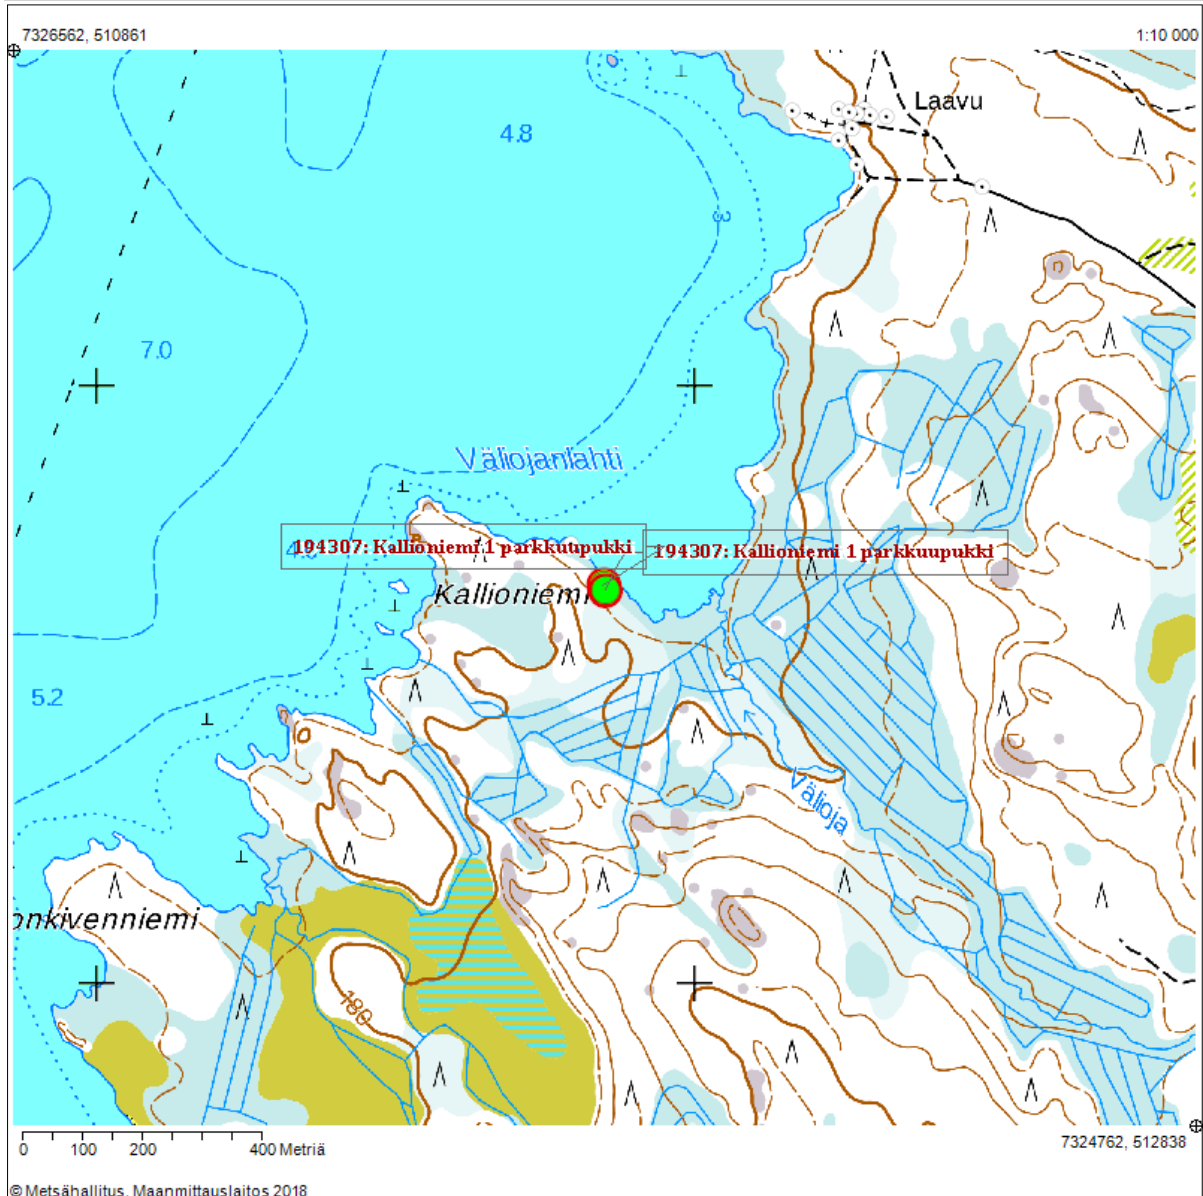 7326562, 510861
1:10 000
Laavu
4.8
3
7.0
Väliojanlahti
194307: Kallioniemi 1 parkkuupukki
194307: Kallioniemi 1 parkkuupukki
Kallioniemi
5.2
Välioja
onkivenniemi
180
0 100 200 400 Metriä
7324762, 512838
© Metsähallitus, Maanmittauslaitos 2018